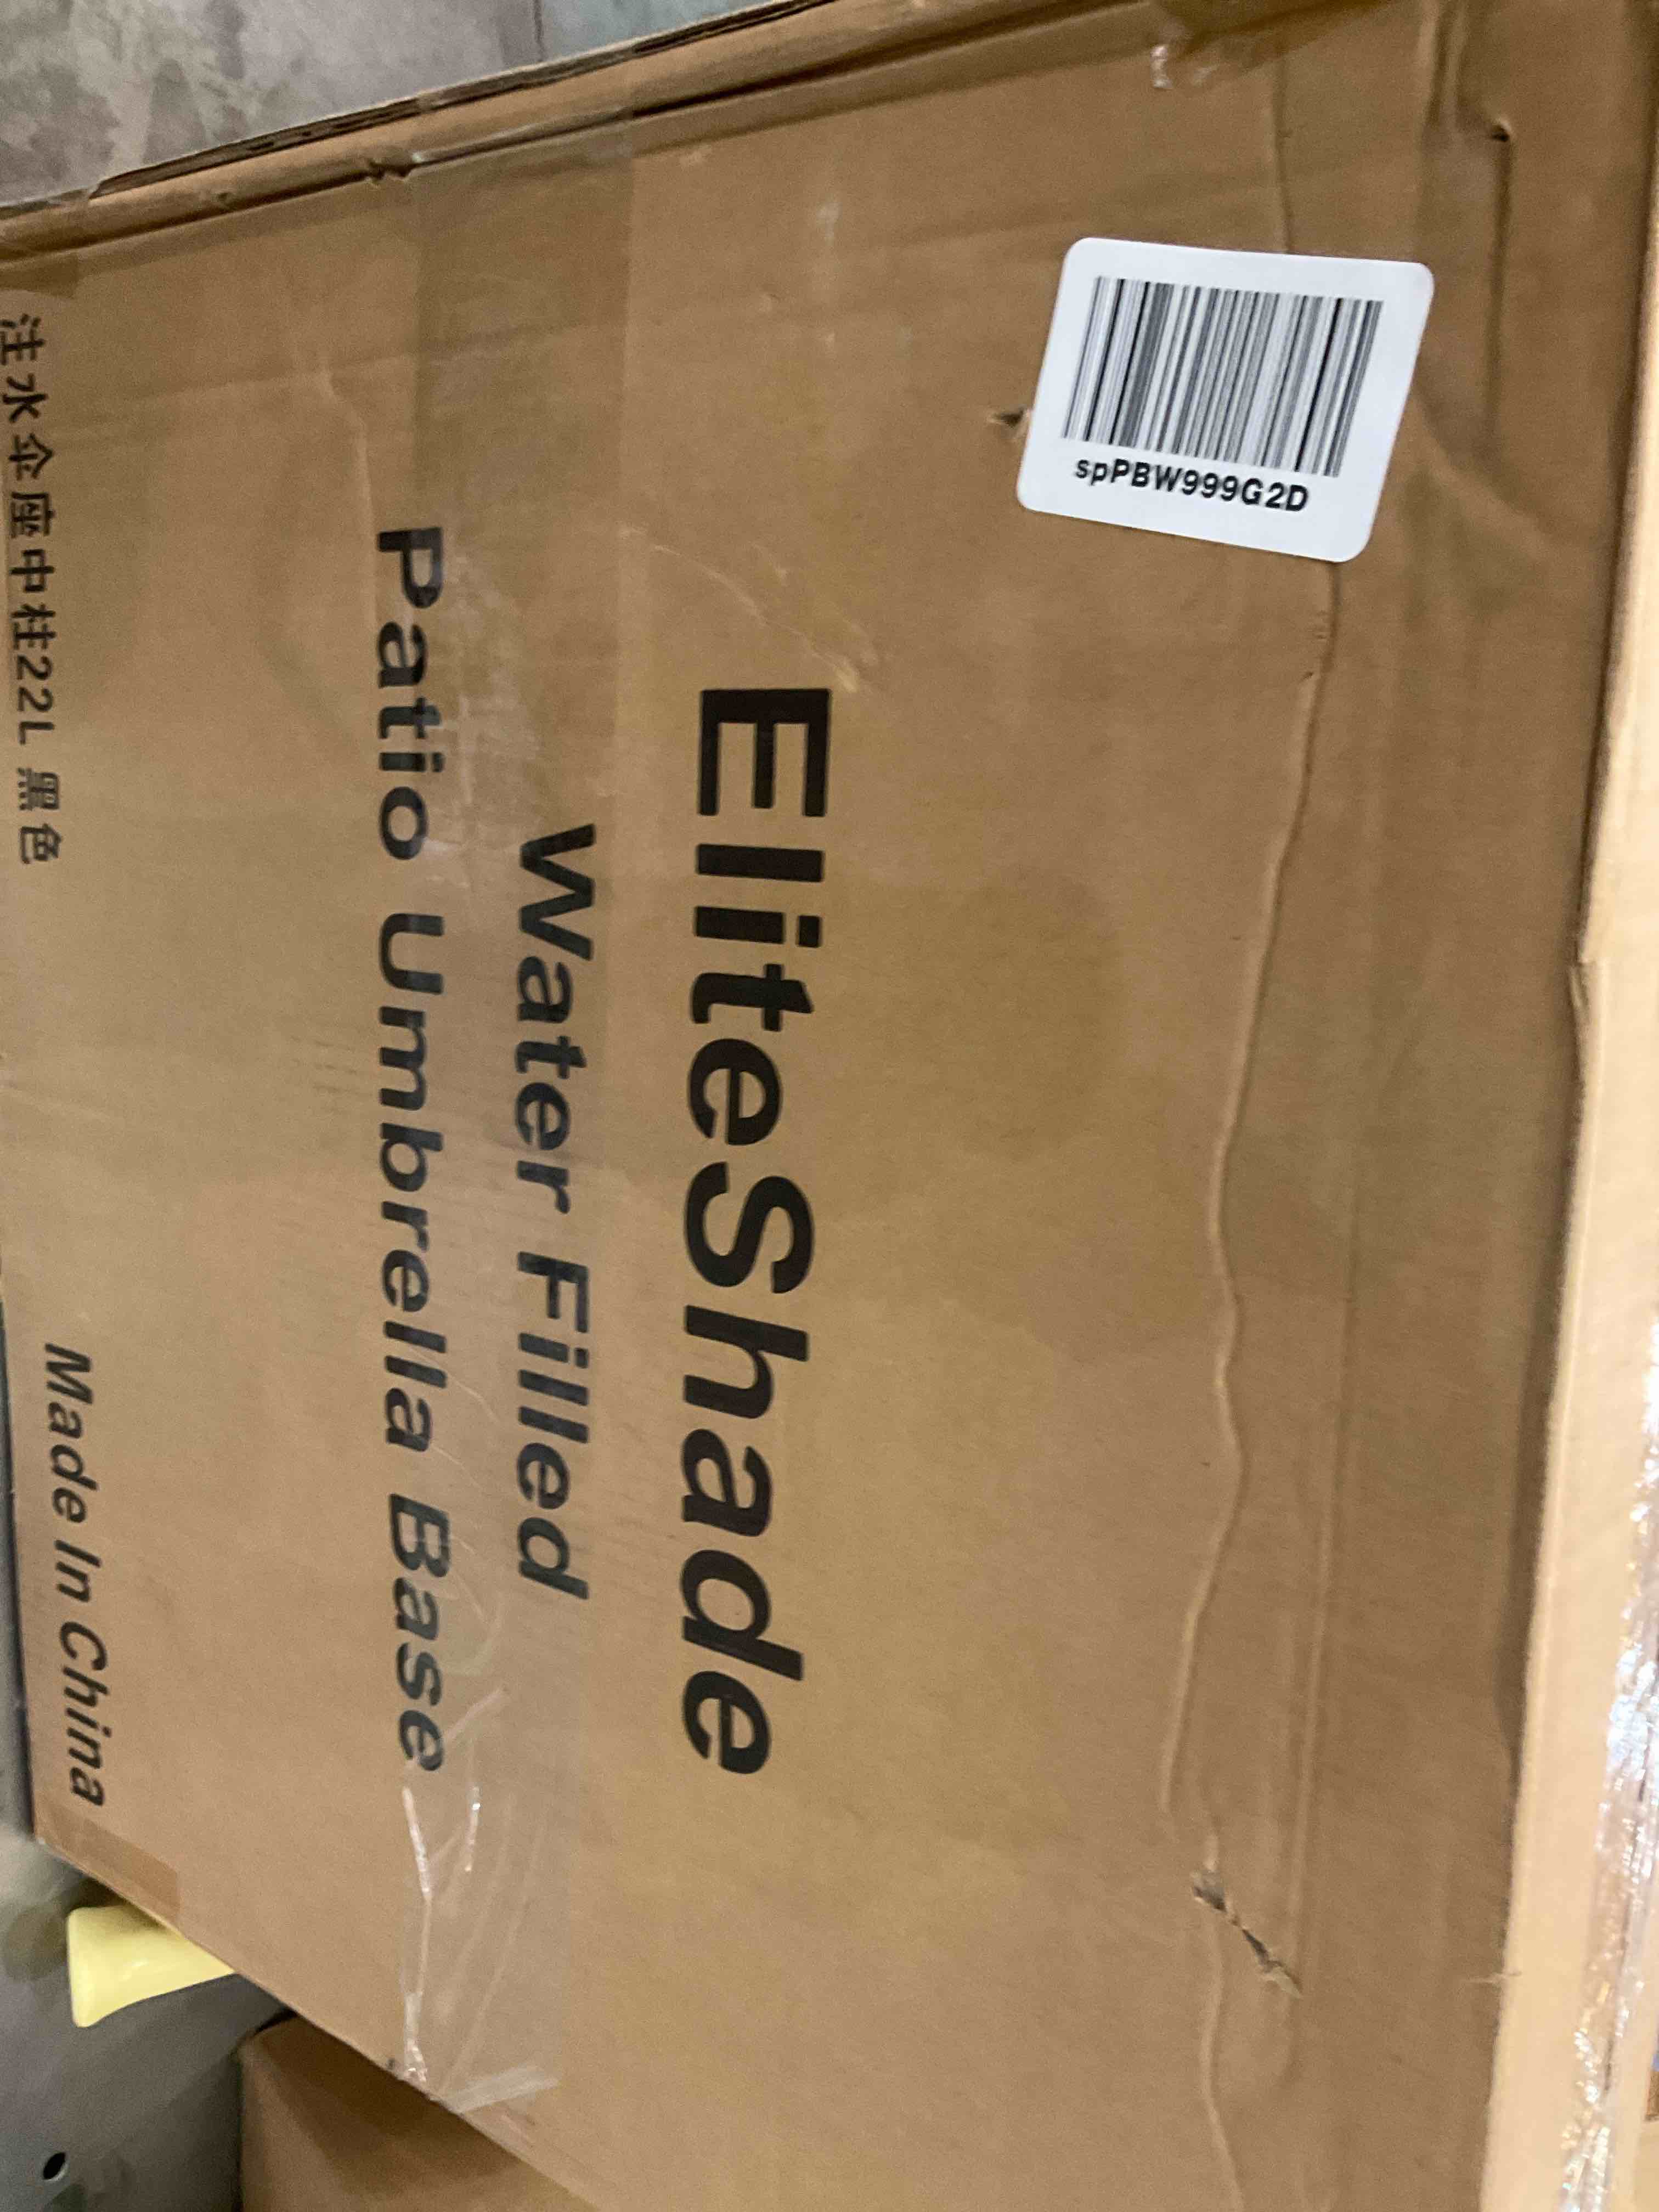 spPBW999G2D
EliteShade
Water Filled
Patio Umbrella Base
注水伞座中柱22L 黑色
Made In China